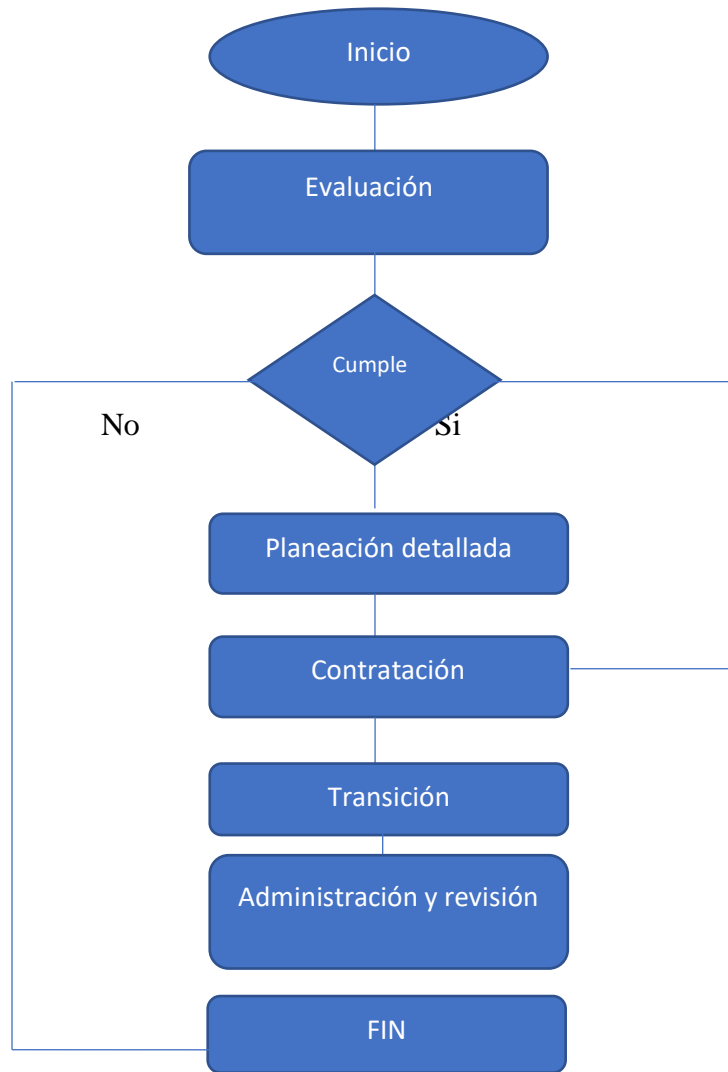 Inicio
Evaluación
Cumple
No
Si
Planeación detallada
Contratación
Transición
Administración y revisión
FIN